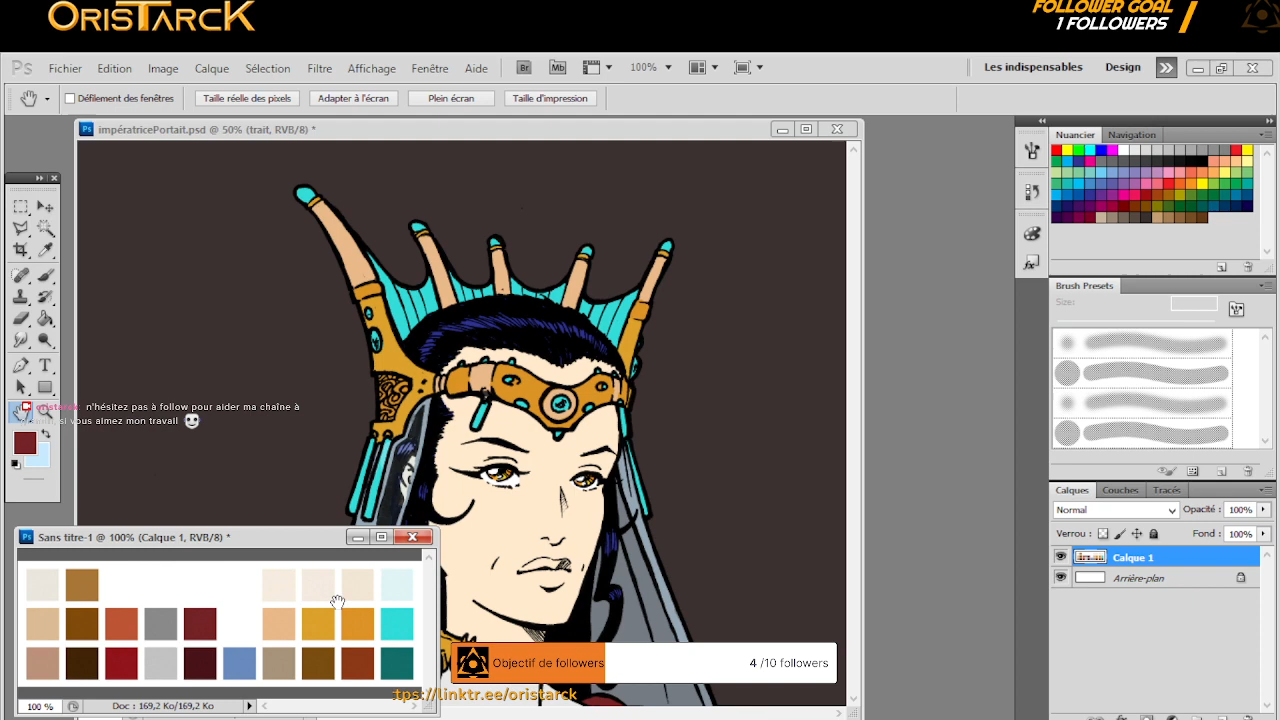 ORISTARCK
FOLLOWER GOAL
1 FOLLOWERS
Ps Fichier Edition Image Calque Sélection Filtre Affichage Fenêtre Aide Br Mb 100% Les indispensables Design
Défilement des fenêtres Taille réelle des pixels Adapter à l'écran Plein écran Taille d'impression
Ps impératricePortait.psd @ 50% (trait, RVB/8) *
Nuancier Navigation
Brush Presets
Size:
oristarck: n'hésitez pas à follow pour aider ma chaîne à
si vous aimez mon travail
Calques Couches Tracés
Normal Opacité: 100%
Verrou: Fond: 100%
Calque 1
Arrière-plan
Ps Sans titre-1 @ 100% (Calque 1, RVB/8) *
Objectif de followers 4 /10 followers
tps://linktr.ee/oristarck
100 % Doc : 169,2 Ko/169,2 Ko